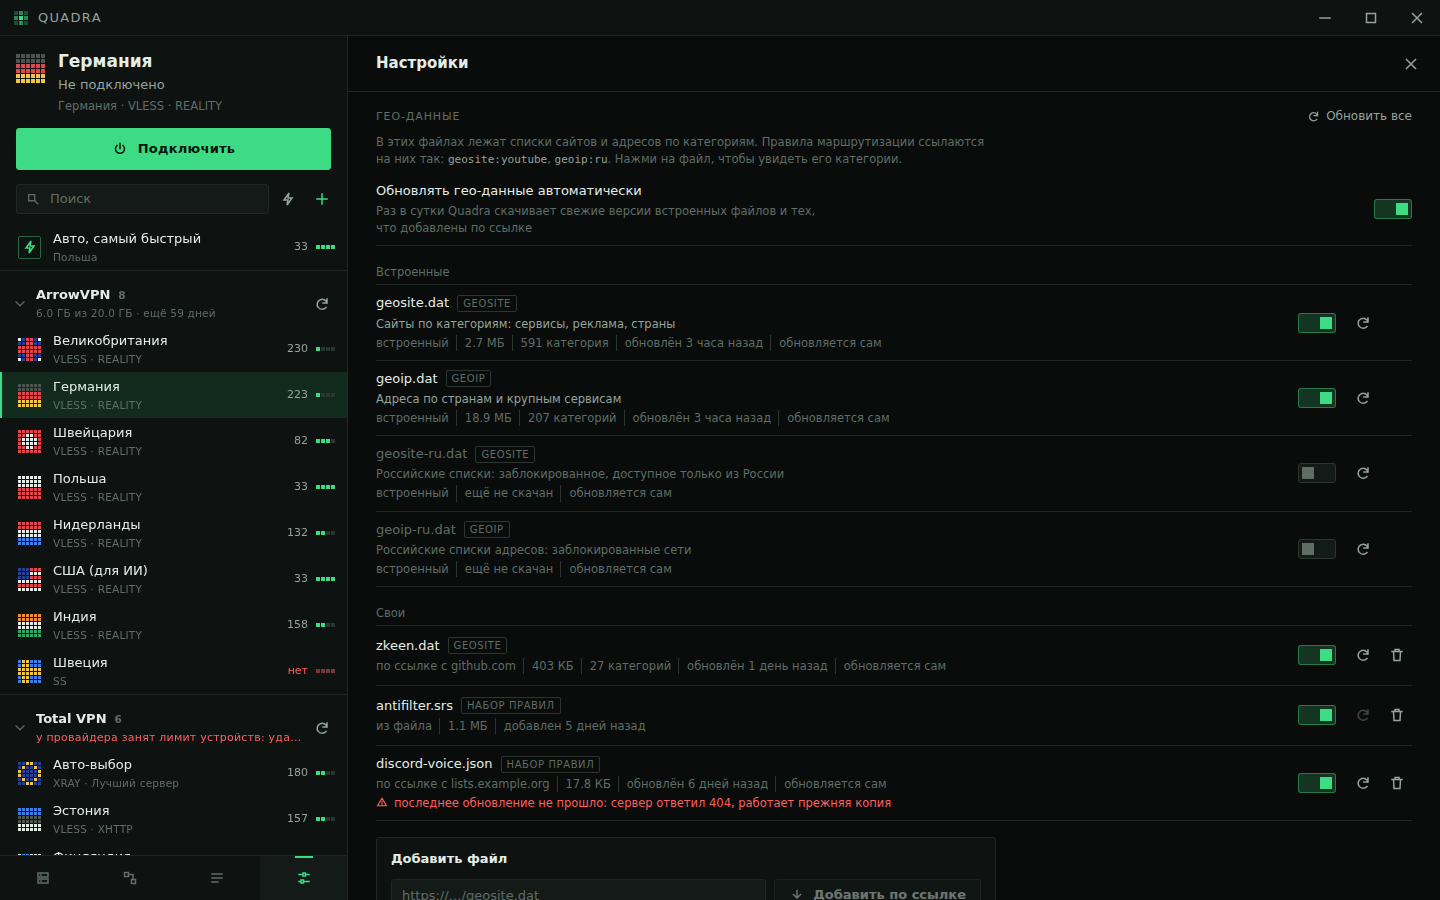 QUADRA
Германия
Не подключено
Германия · VLESS · REALITY
Подключить
Поиск
Авто, самый быстрый
Польша
33
ArrowVPN 8
6.0 ГБ из 20.0 ГБ · ещё 59 дней
Великобритания
VLESS · REALITY
230
Германия
VLESS · REALITY
223
Швейцария
VLESS · REALITY
82
Польша
VLESS · REALITY
33
Нидерланды
VLESS · REALITY
132
США (для ИИ)
VLESS · REALITY
33
Индия
VLESS · REALITY
158
Швеция
SS
нет
Total VPN 6
у провайдера занят лимит устройств: уда...
Авто-выбор
XRAY · Лучший сервер
180
Эстония
VLESS · XHTTP
157
Настройки
ГЕО-ДАННЫЕ
Обновить все
В этих файлах лежат списки сайтов и адресов по категориям. Правила маршрутизации ссылаются
на них так: geosite:youtube, geoip:ru. Нажми на файл, чтобы увидеть его категории.
Обновлять гео-данные автоматически
Раз в сутки Quadra скачивает свежие версии встроенных файлов и тех,
что добавлены по ссылке
Встроенные
geosite.dat GEOSITE
Сайты по категориям: сервисы, реклама, страны
встроенный 2.7 МБ 591 категория обновлён 3 часа назад обновляется сам
geoip.dat GEOIP
Адреса по странам и крупным сервисам
встроенный 18.9 МБ 207 категорий обновлён 3 часа назад обновляется сам
geosite-ru.dat GEOSITE
Российские списки: заблокированное, доступное только из России
встроенный ещё не скачан обновляется сам
geoip-ru.dat GEOIP
Российские списки адресов: заблокированные сети
встроенный ещё не скачан обновляется сам
Свои
zkeen.dat GEOSITE
по ссылке с github.com 403 КБ 27 категорий обновлён 1 день назад обновляется сам
antifilter.srs НАБОР ПРАВИЛ
из файла 1.1 МБ добавлен 5 дней назад
discord-voice.json НАБОР ПРАВИЛ
по ссылке с lists.example.org 17.8 КБ обновлён 6 дней назад обновляется сам
последнее обновление не прошло: сервер ответил 404, работает прежняя копия
Добавить файл
https://.../geosite.dat
Добавить по ссылке